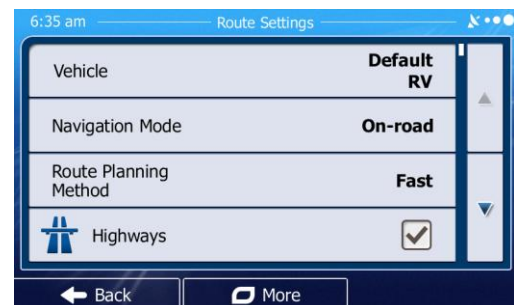 6:35 am Route Settings
Vehicle Default
RV
Navigation Mode On-road
Route Planning
Method Fast
Highways
Back More